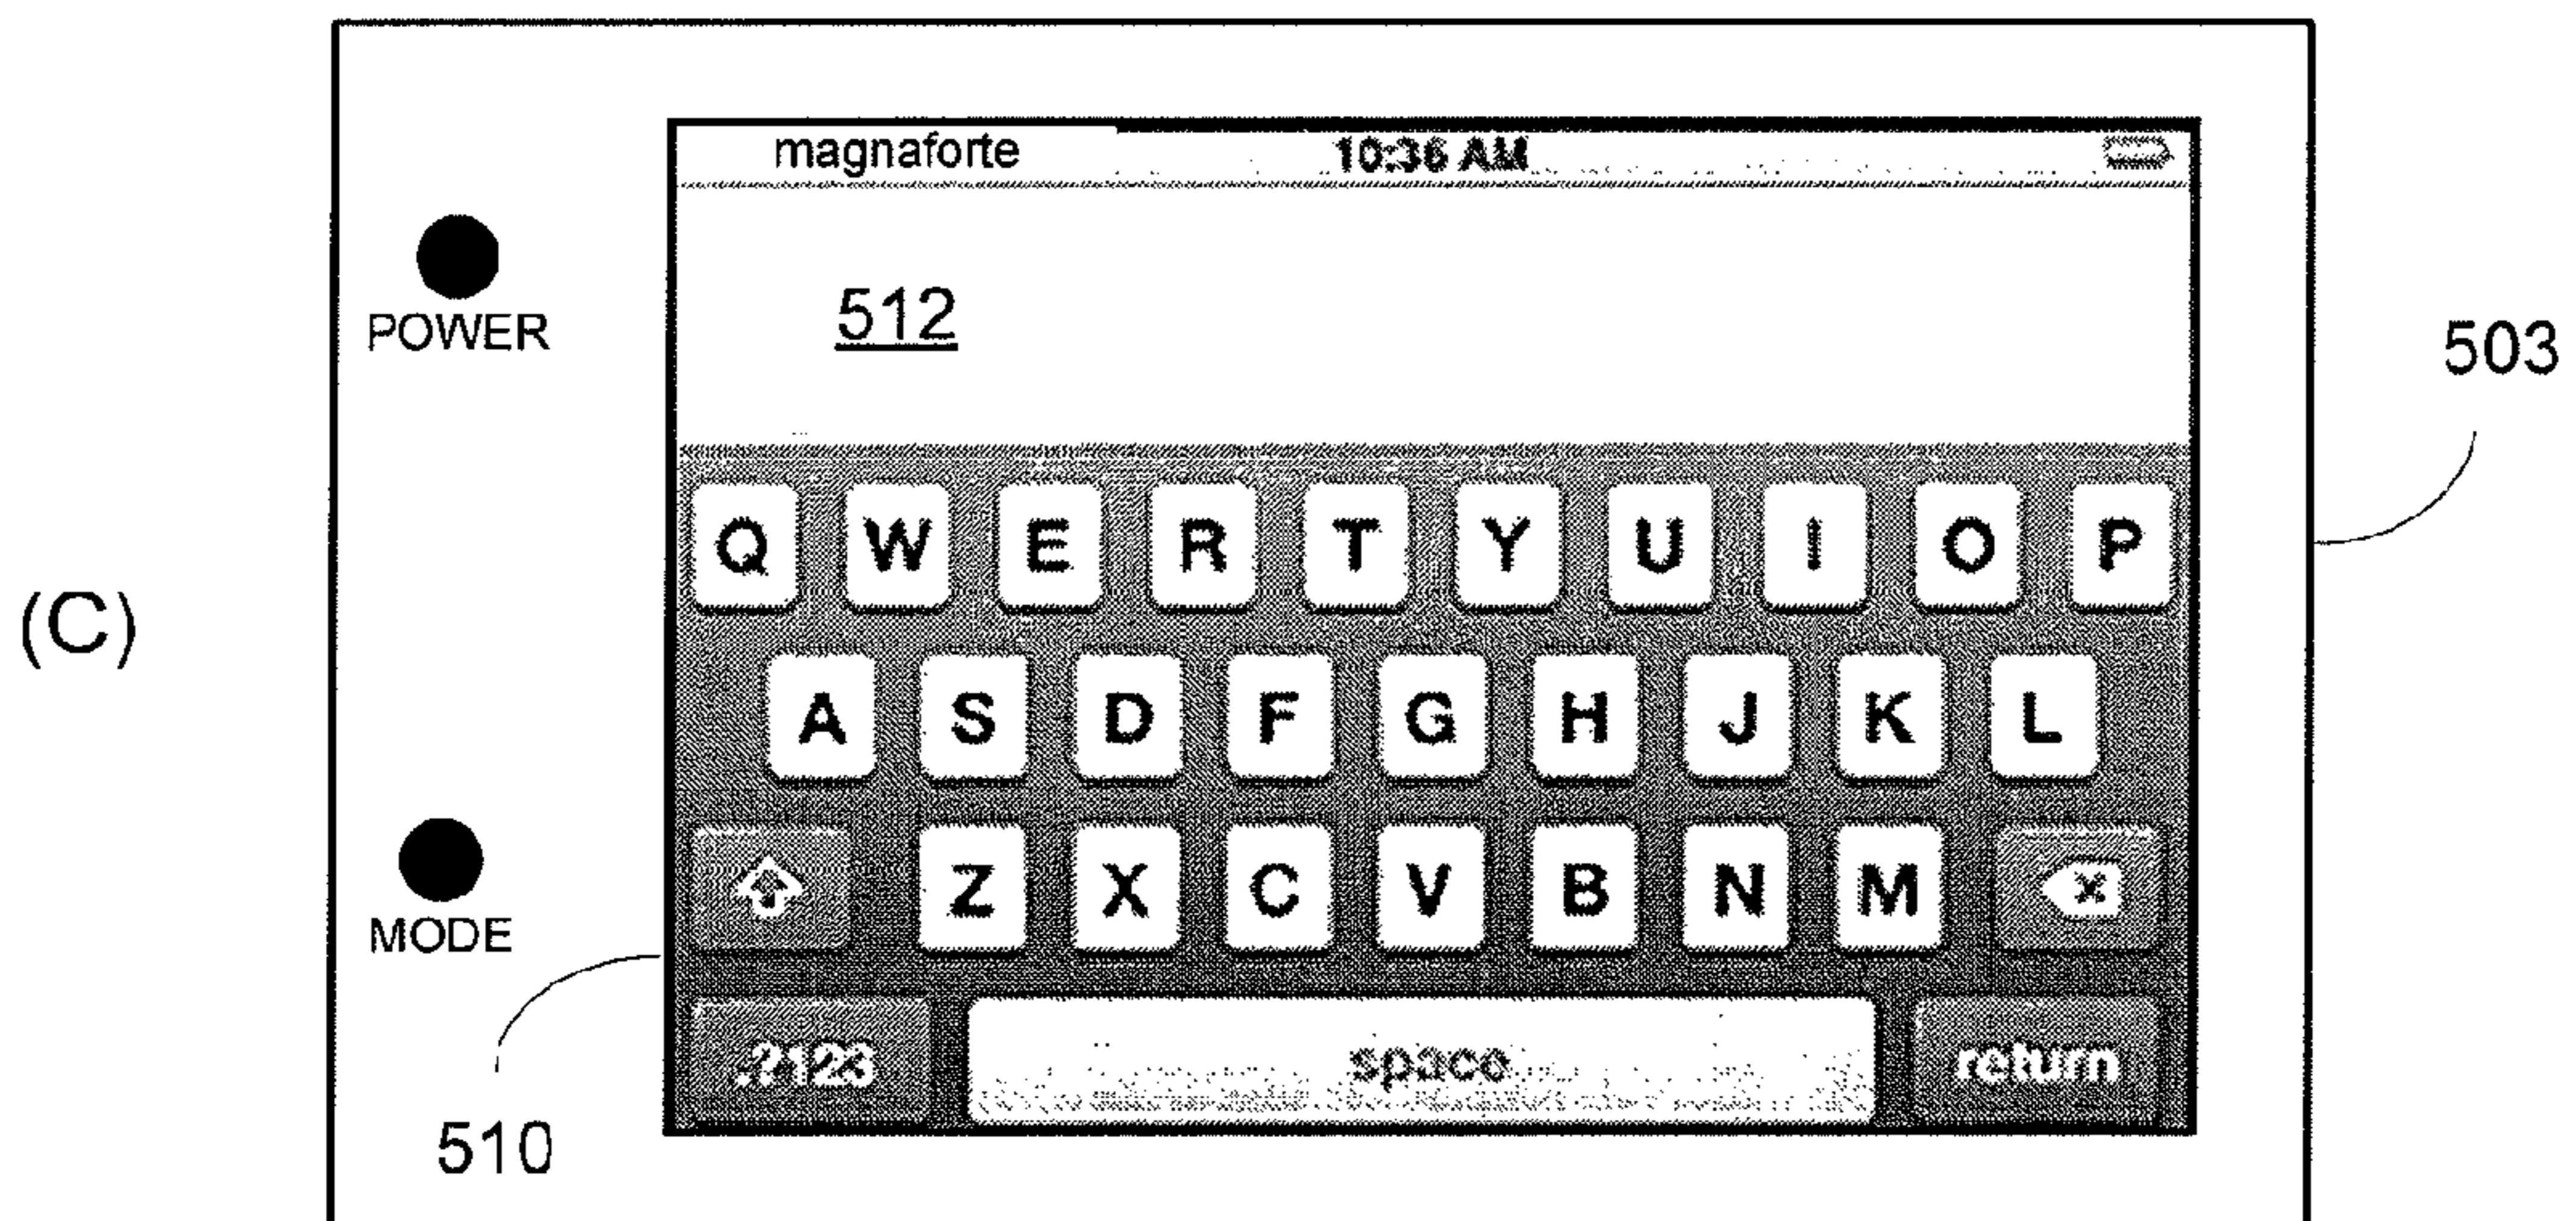 magnaforte 10:36 AM
POWER
512
503
Q W E R T Y U I O P
(C)
A S D F G H J K L
MODE
Z X C V B N M
.?123 space return
510